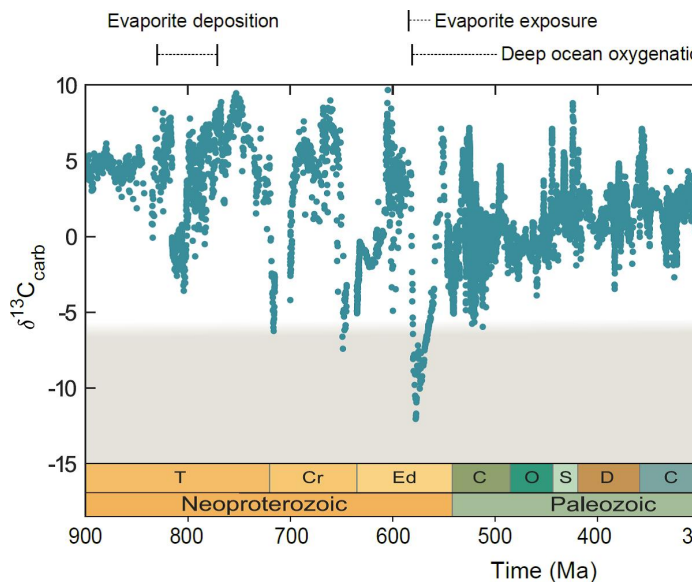 Evaporite deposition
Evaporite exposure
Deep ocean oxygenatio
10
5
0
-5
-10
-15
δ13Ccarb
T Cr Ed C O S D C
Neoproterozoic Paleozoic
900 800 700 600 500 400 3
Time (Ma)